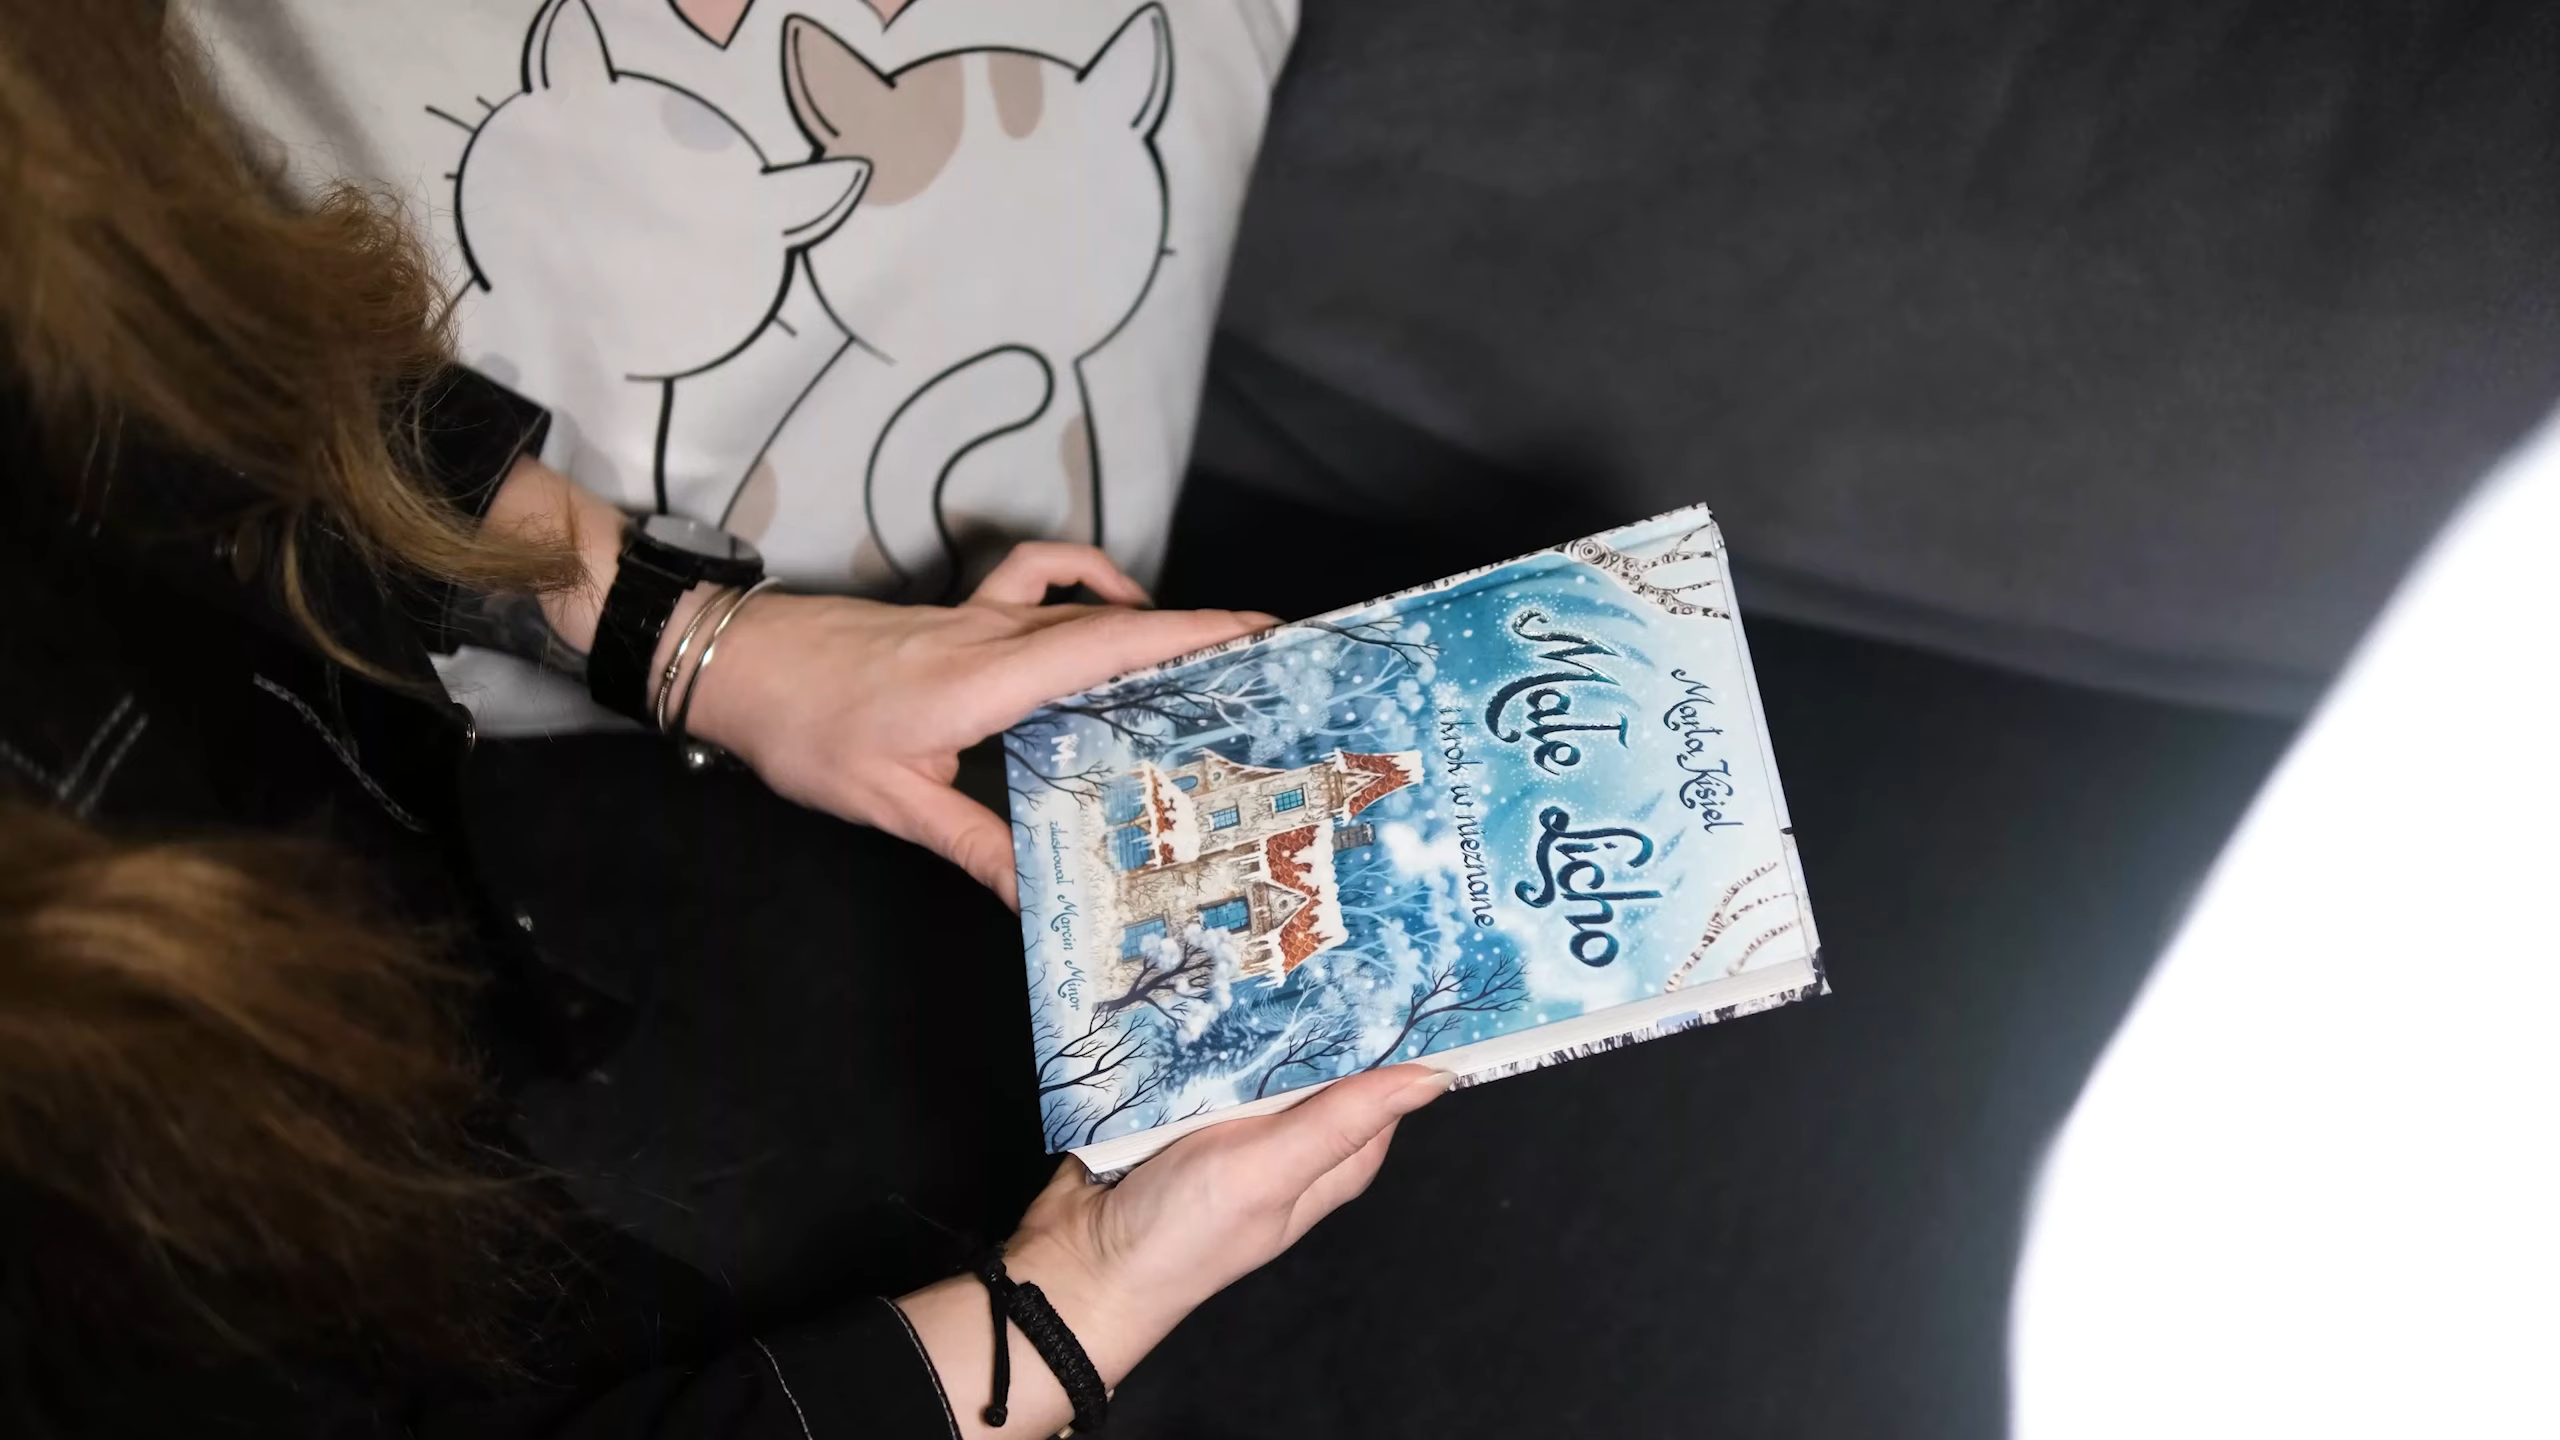 Marta Kisiel
Małe Licho
i krok w nieznane
zilustrował Marcin Minor